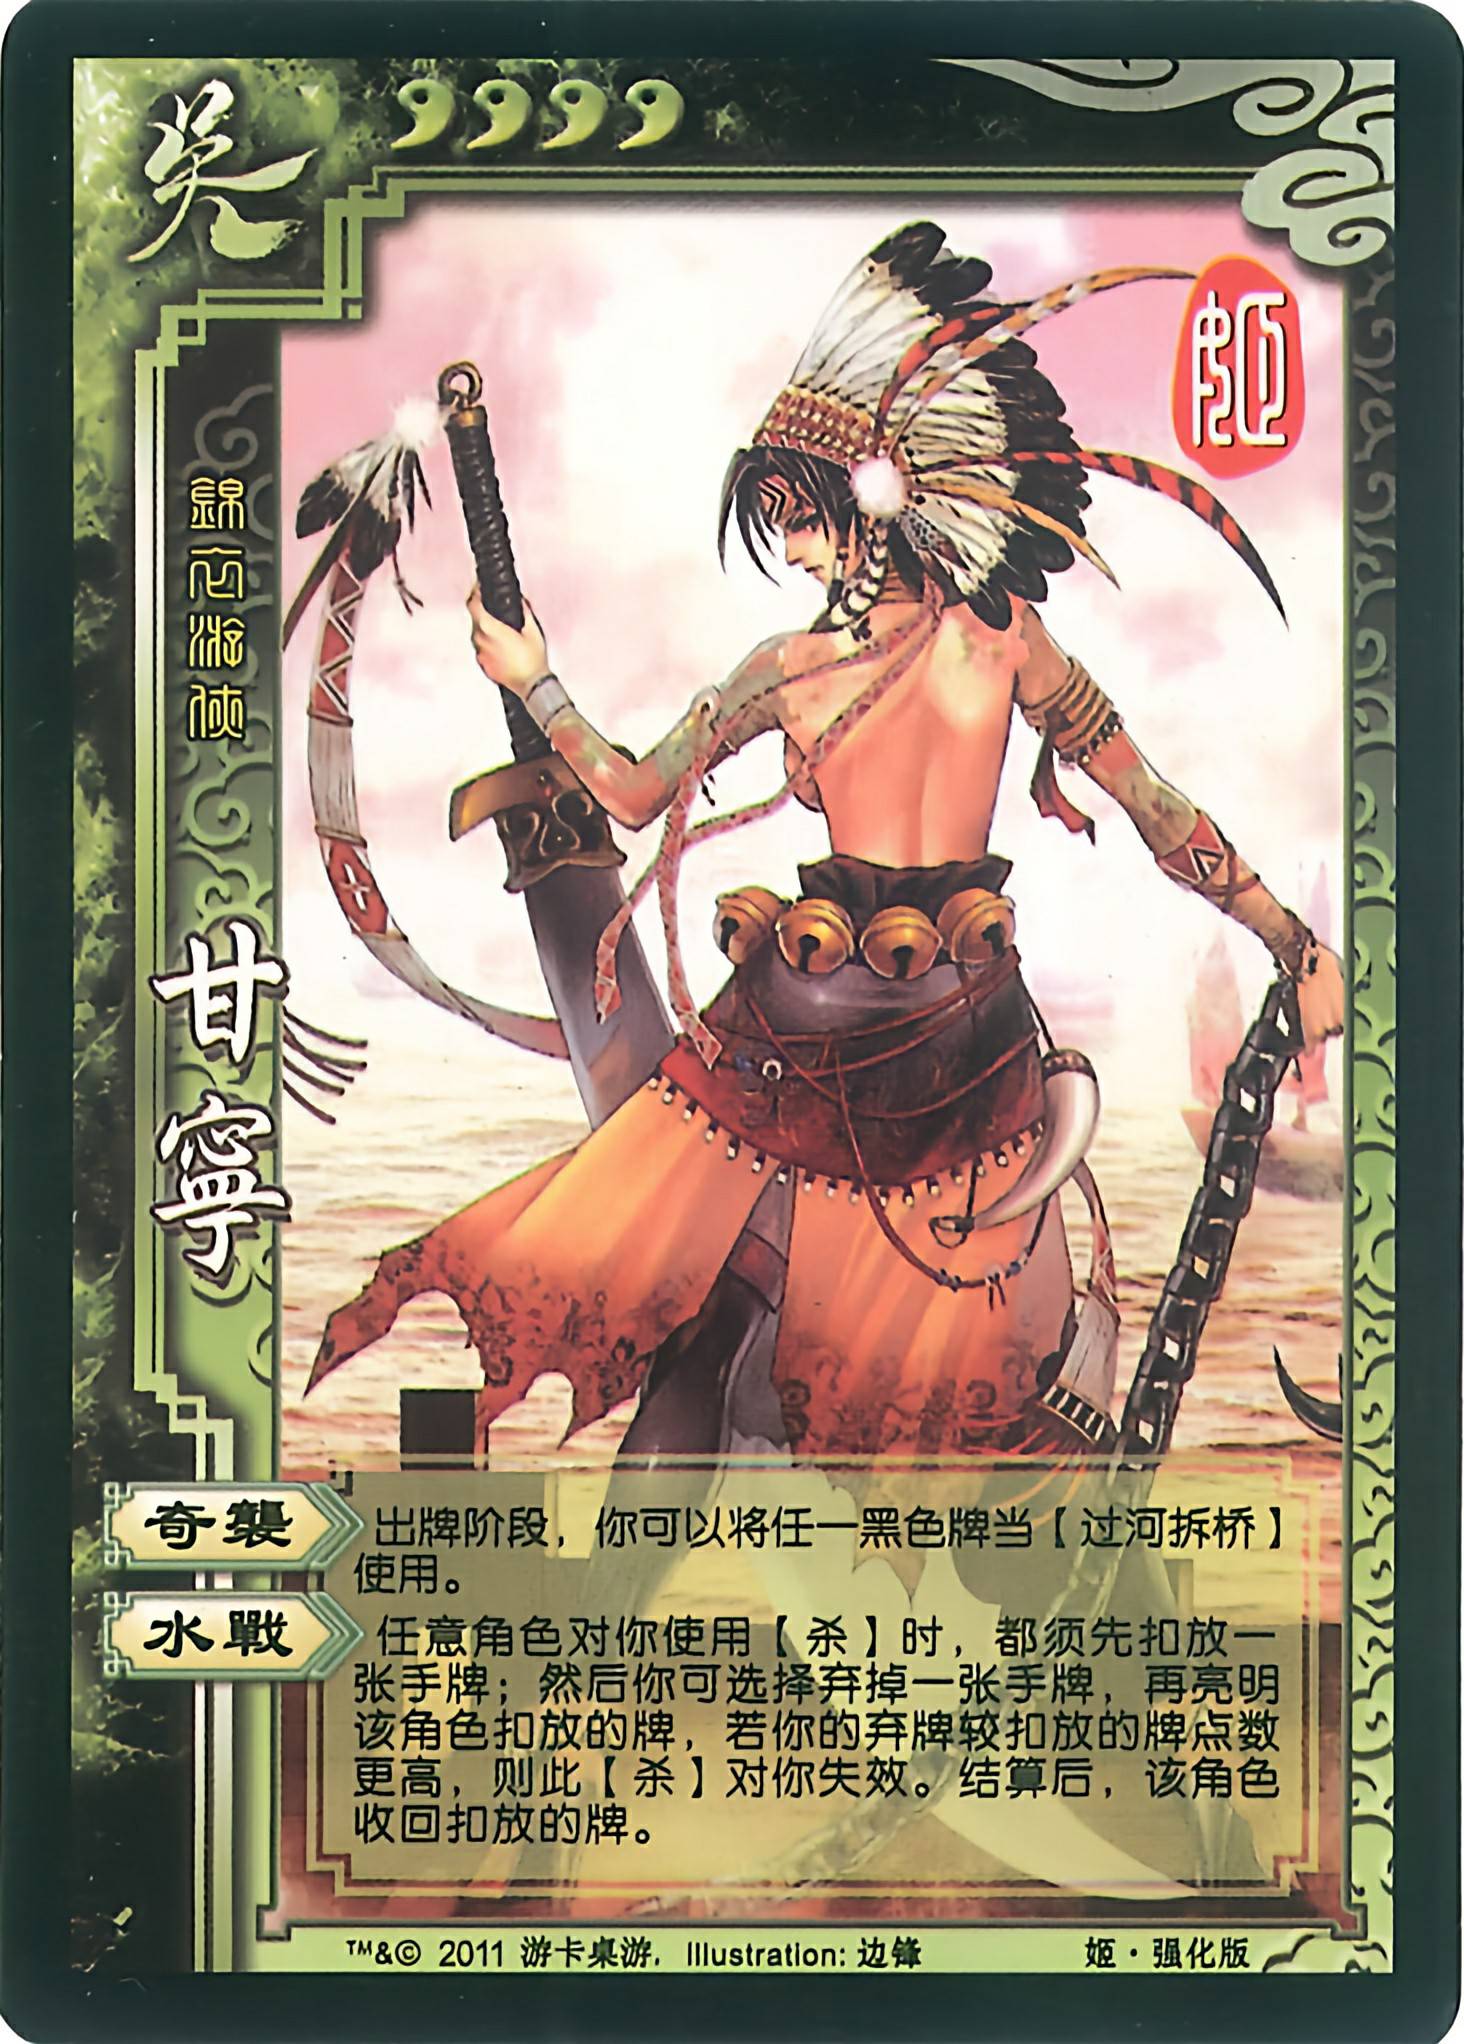 吴
姬
錦衣游俠
甘寧
奇襲
出牌阶段，你可以将任一黑色牌当【过河拆桥】
使用。
水戰
任意角色对你使用【杀】时，都须先扣放一
张手牌；然后你可选择弃掉一张手牌，再亮明
该角色扣放的牌，若你的弃牌较扣放的牌点数
更高，则此【杀】对你失效。结算后，该角色
收回扣放的牌。
™&© 2011 游卡桌游. Illustration: 边锋
姬·强化版